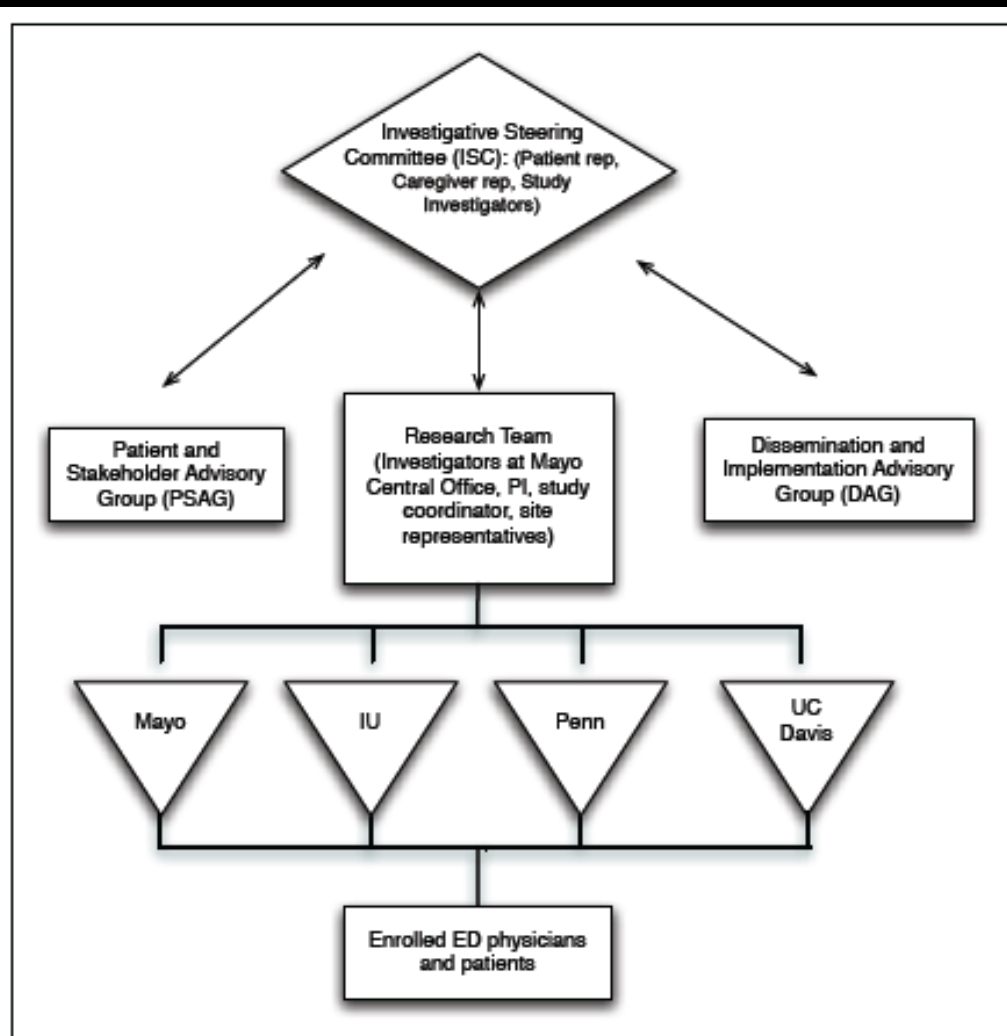 Investigative Steering
Committee (ISC): (Patient rep,
Caregiver rep, Study
Investigators)
Patient and
Stakeholder Advisory
Group (PSAG)
Research Team
(Investigators at Mayo
Central Office, PI, study
coordinator, site
representatives)
Dissemination and
Implementation Advisory
Group (DAG)
Mayo
IU
Penn
UC
Davis
Enrolled ED physicians
and patients